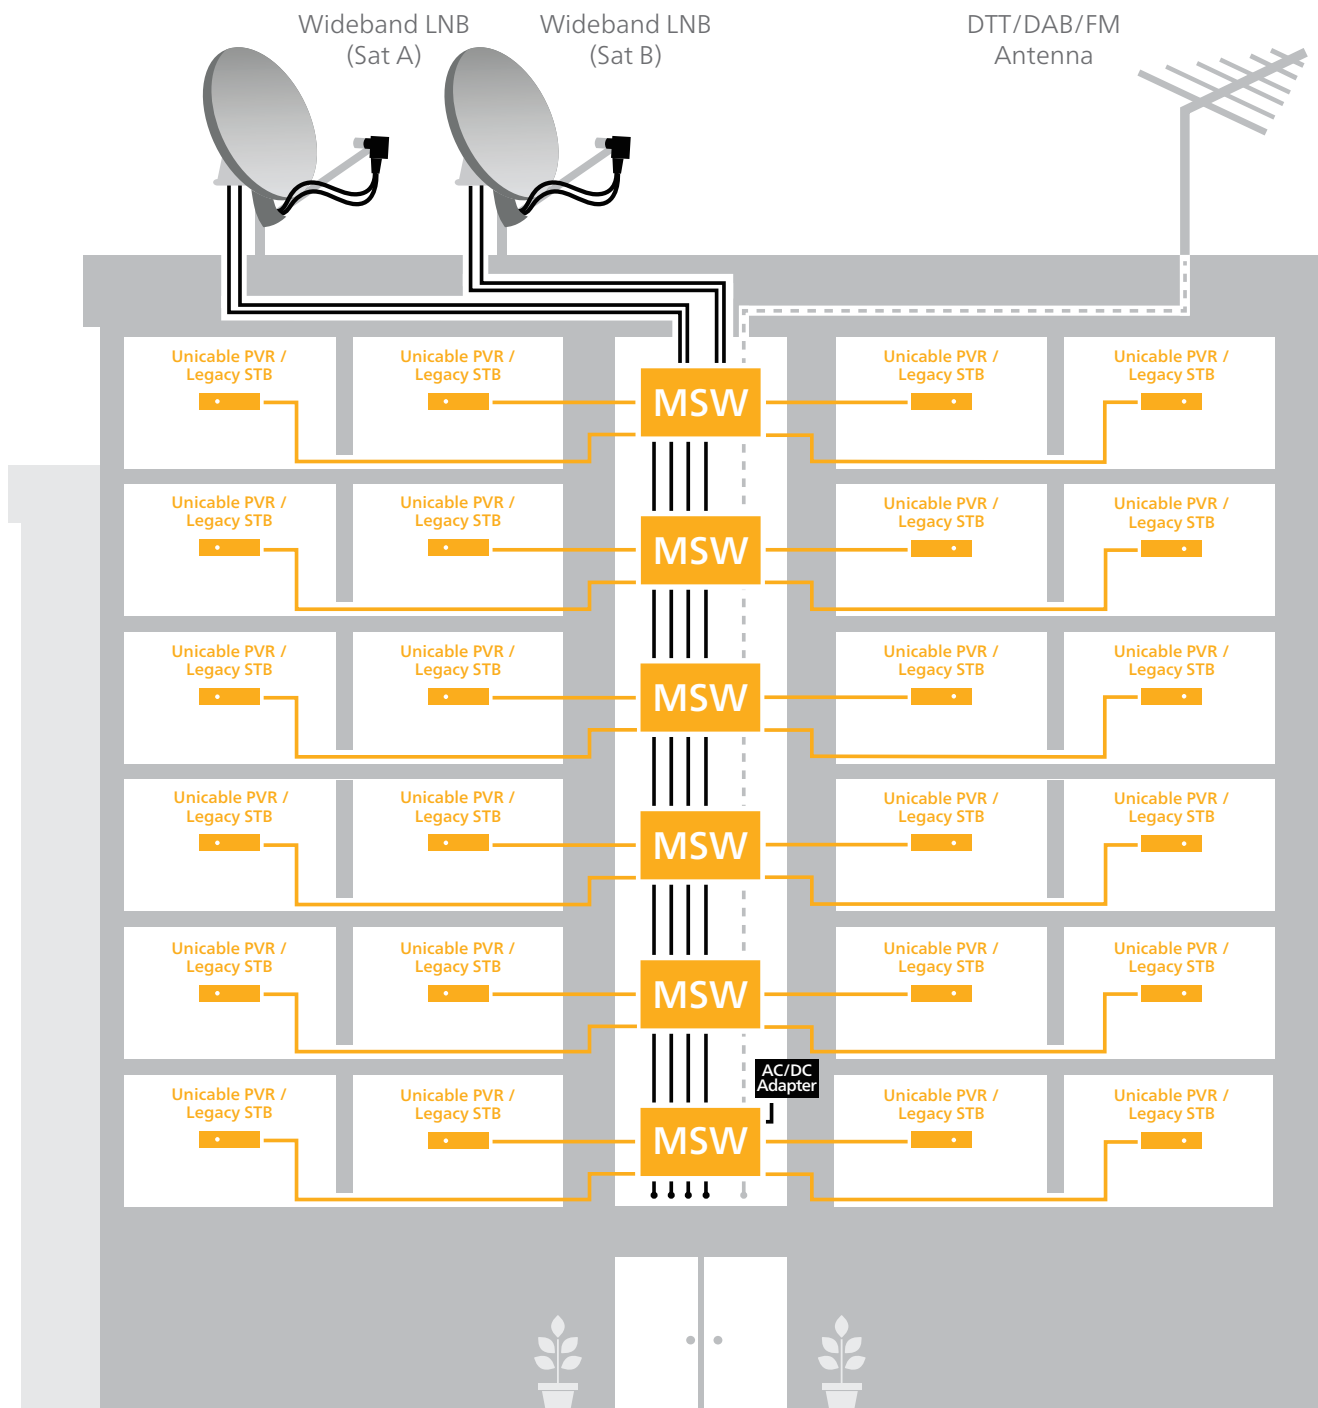 Wideband LNB
(Sat A)
Wideband LNB
(Sat B)
DTT/DAB/FM
Antenna
Unicable PVR /
Legacy STB
Unicable PVR /
Legacy STB
MSW
Unicable PVR /
Legacy STB
Unicable PVR /
Legacy STB
Unicable PVR /
Legacy STB
Unicable PVR /
Legacy STB
MSW
Unicable PVR /
Legacy STB
Unicable PVR /
Legacy STB
Unicable PVR /
Legacy STB
Unicable PVR /
Legacy STB
MSW
Unicable PVR /
Legacy STB
Unicable PVR /
Legacy STB
Unicable PVR /
Legacy STB
Unicable PVR /
Legacy STB
MSW
Unicable PVR /
Legacy STB
Unicable PVR /
Legacy STB
Unicable PVR /
Legacy STB
Unicable PVR /
Legacy STB
MSW
Unicable PVR /
Legacy STB
Unicable PVR /
Legacy STB
AC/DC
Adapter
Unicable PVR /
Legacy STB
Unicable PVR /
Legacy STB
MSW
Unicable PVR /
Legacy STB
Unicable PVR /
Legacy STB